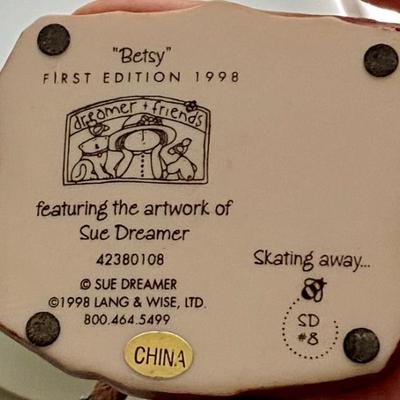 "Betsy"
FIRST EDITION 1998
dreamer + friends
featuring the artwork of
Sue Dreamer
42380108
© SUE DREAMER
©1998 LANG & WISE, LTD.
800.464.5499
CHINA
Skating away...
SD
#8